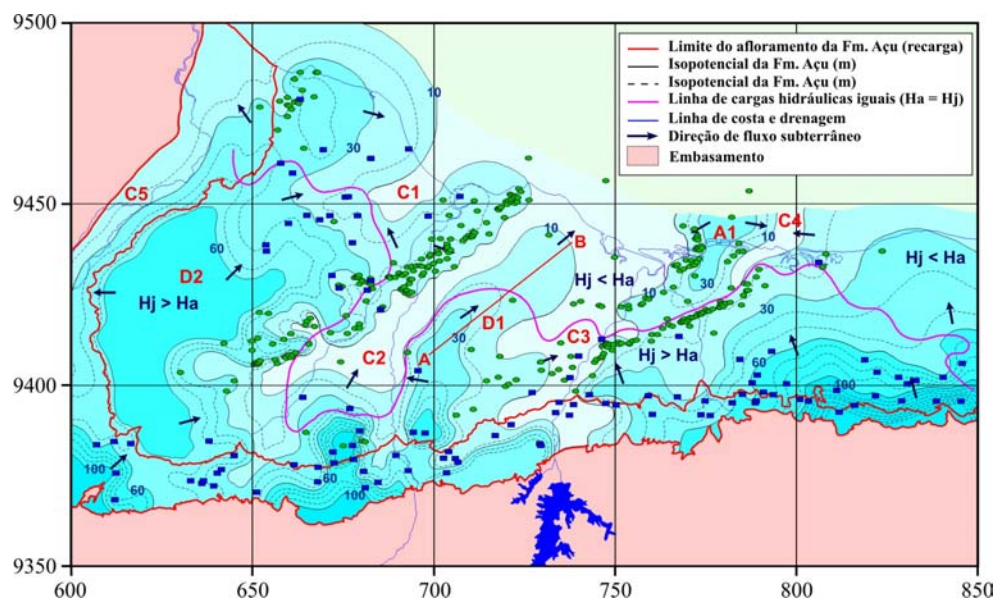 9500
9450
9400
9350
600
650
700
750
800
850
Limite do afloramento da Fm. Açu (recarga)
Isopotencial da Fm. Açu (m)
Isopotencial da Fm. Açu (m)
Linha de cargas hidráulicas iguais (Ha = Hj)
Linha de costa e drenagem
Direção de fluxo subterrâneo
Embasamento
10
30
C5
C1
60
D2
Hj > Ha
10
B
A1
10
C4
Hj < Ha
30
Hj < Ha
10
30
D1
30
A
C2
C3
Hj > Ha
60
100
100
60
60
100